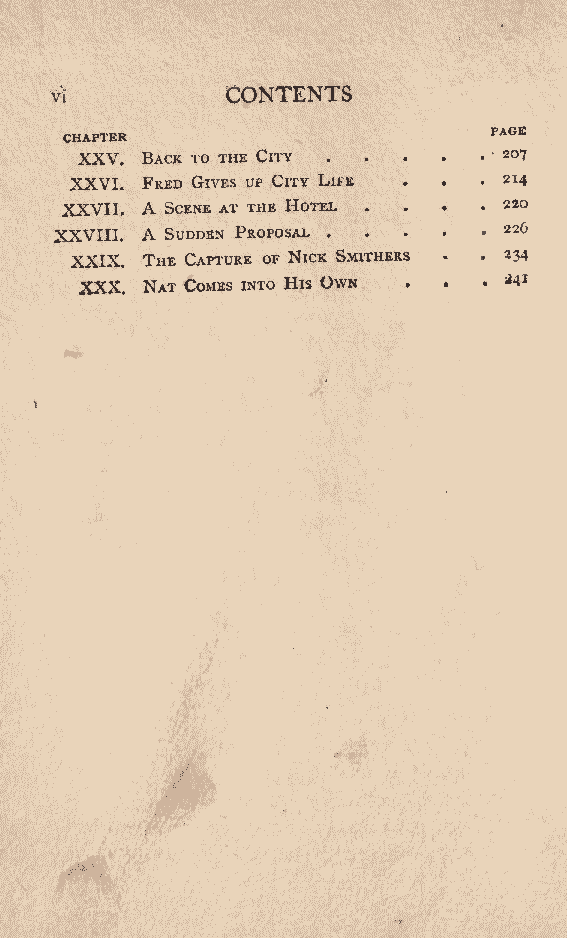 vi CONTENTS
CHAPTER PAGE
XXV. BACK TO THE CITY . . . . . 207
XXVI. FRED GIVES UP CITY LIFE . . . 214
XXVII. A SCENE AT THE HOTEL . . . . 220
XXVIII. A SUDDEN PROPOSAL . . . . . 226
XXIX. THE CAPTURE OF NICK SMITHERS . . 234
XXX. NAT COMES INTO HIS OWN . . . 241